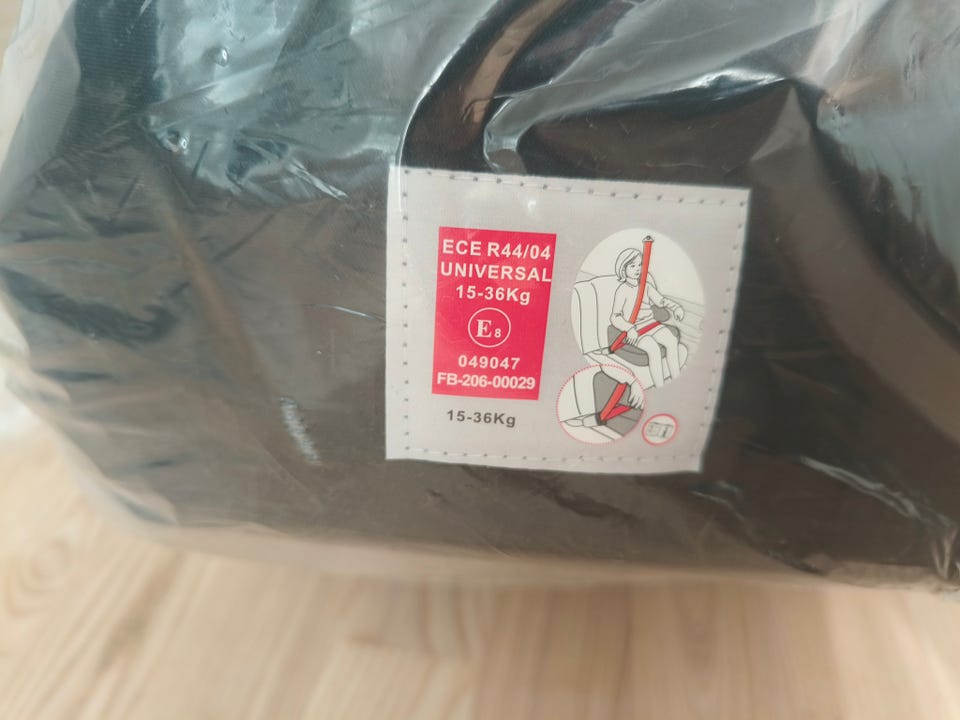 ECE R44/04
UNIVERSAL
15-36Kg
E8
049047
FB-206-00029
15-36Kg